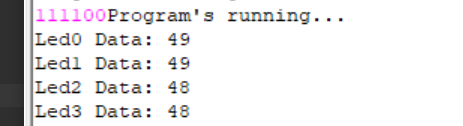 111100Program's running...
Led0 Data: 49
Led1 Data: 49
Led2 Data: 48
Led3 Data: 48